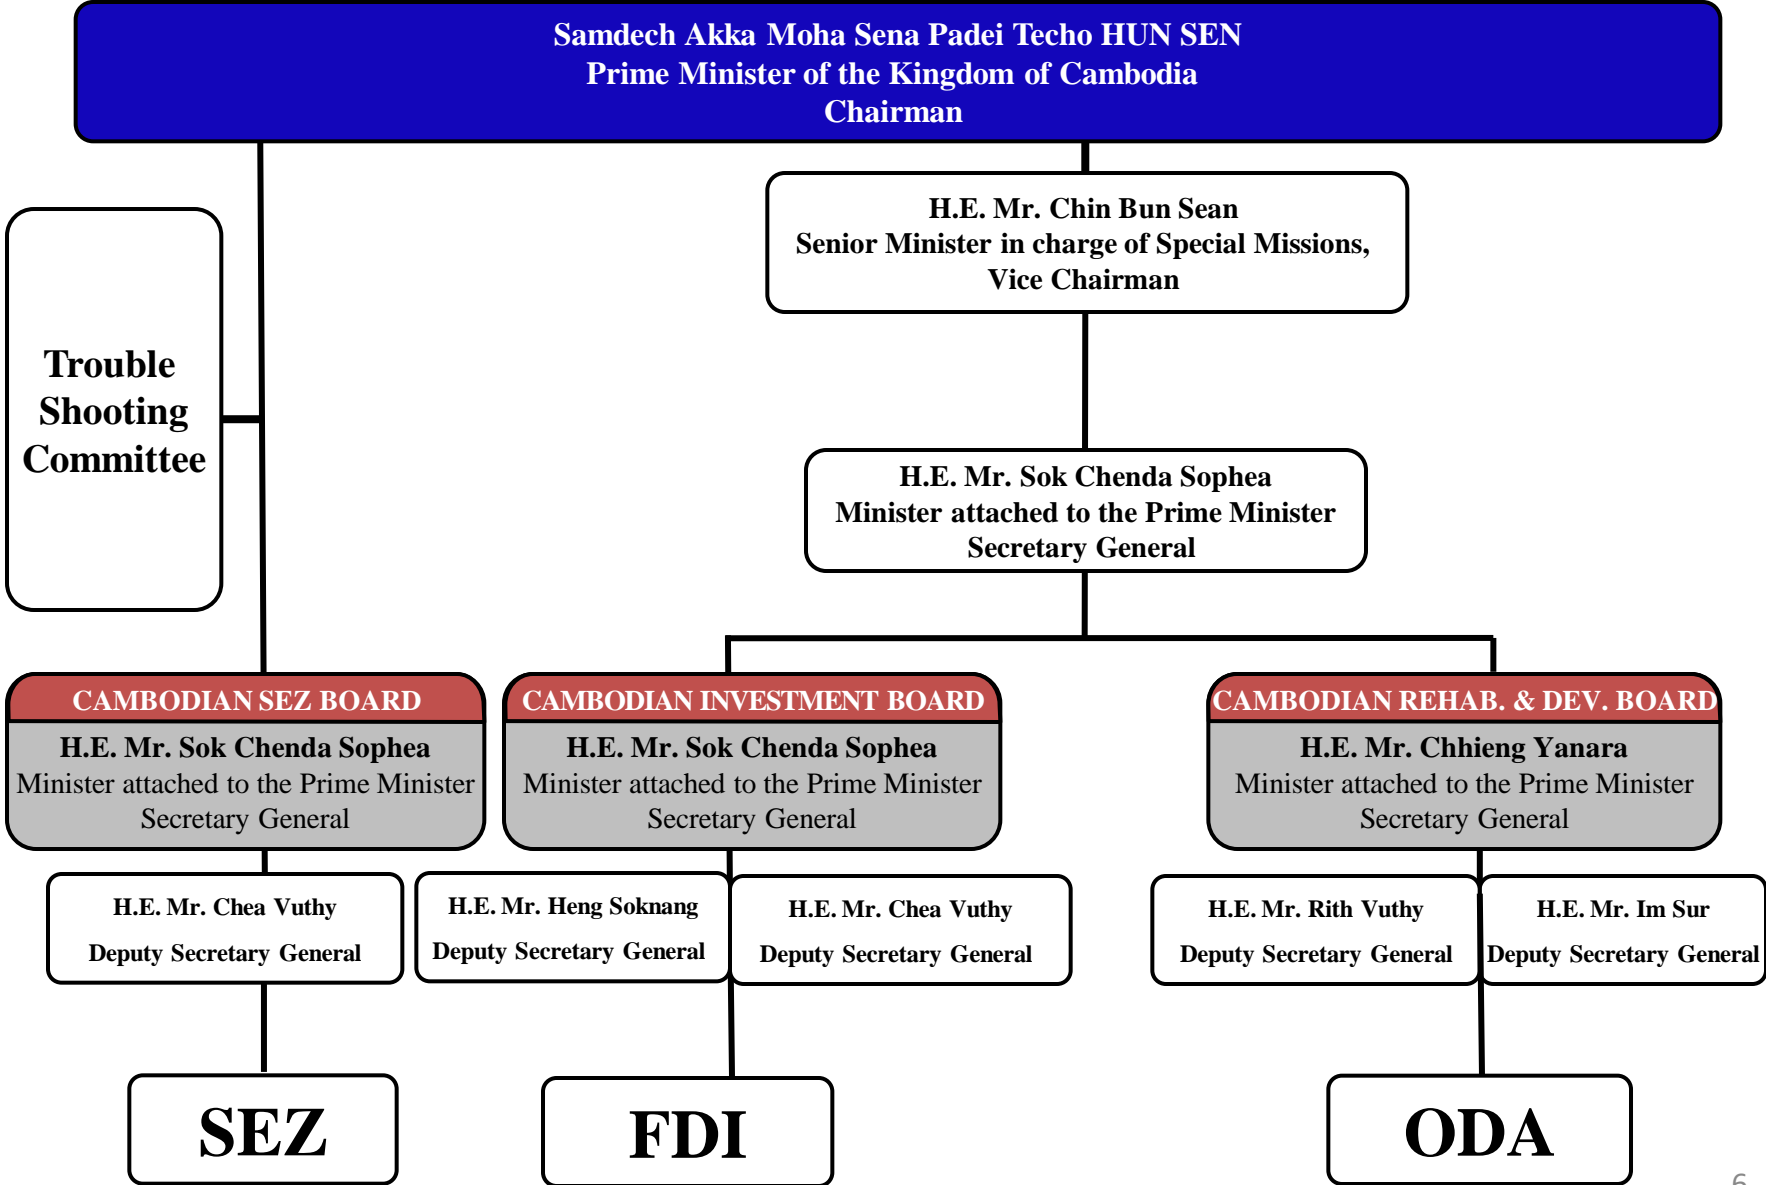 Samdech Akka Moha Sena Padei Techo HUN SEN
Prime Minister of the Kingdom of Cambodia
Chairman
H.E. Mr. Chin Bun Sean
Senior Minister in charge of Special Missions,
Vice Chairman
Trouble
Shooting
Committee
H.E. Mr. Sok Chenda Sophea
Minister attached to the Prime Minister
Secretary General
CAMBODIAN SEZ BOARD
H.E. Mr. Sok Chenda Sophea
Minister attached to the Prime Minister
Secretary General
CAMBODIAN INVESTMENT BOARD
H.E. Mr. Sok Chenda Sophea
Minister attached to the Prime Minister
Secretary General
CAMBODIAN REHAB. & DEV. BOARD
H.E. Mr. Chhieng Yanara
Minister attached to the Prime Minister
Secretary General
H.E. Mr. Chea Vuthy
Deputy Secretary General
H.E. Mr. Heng Soknang
Deputy Secretary General
H.E. Mr. Chea Vuthy
Deputy Secretary General
H.E. Mr. Rith Vuthy
Deputy Secretary General
H.E. Mr. Im Sur
Deputy Secretary General
SEZ
FDI
ODA
6